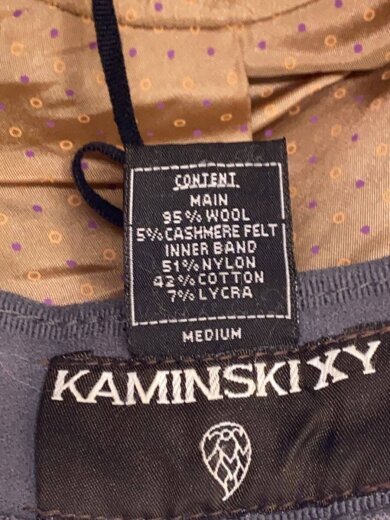 CONTENT
MAIN
95% WOOL
5% CASHMERE FELT
INNER BAND
51% NYLON
42% COTTON
7% LYCRA
MEDIUM
KAMINSKI XY